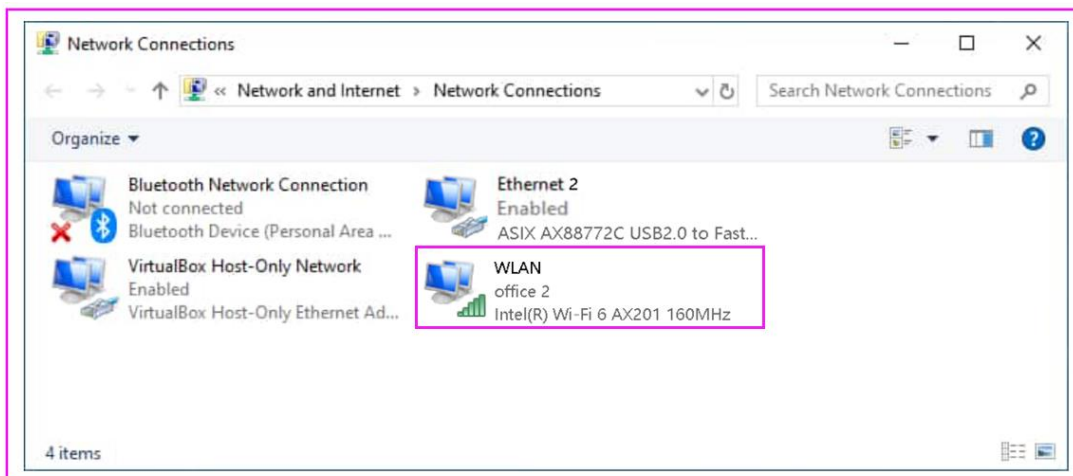 Network Connections
« Network and Internet › Network Connections
Search Network Connections
Organize
Bluetooth Network Connection
Not connected
Bluetooth Device (Personal Area ...
Ethernet 2
Enabled
ASIX AX88772C USB2.0 to Fast...
VirtualBox Host-Only Network
Enabled
VirtualBox Host-Only Ethernet Ad...
WLAN
office 2
Intel(R) Wi-Fi 6 AX201 160MHz
4 items